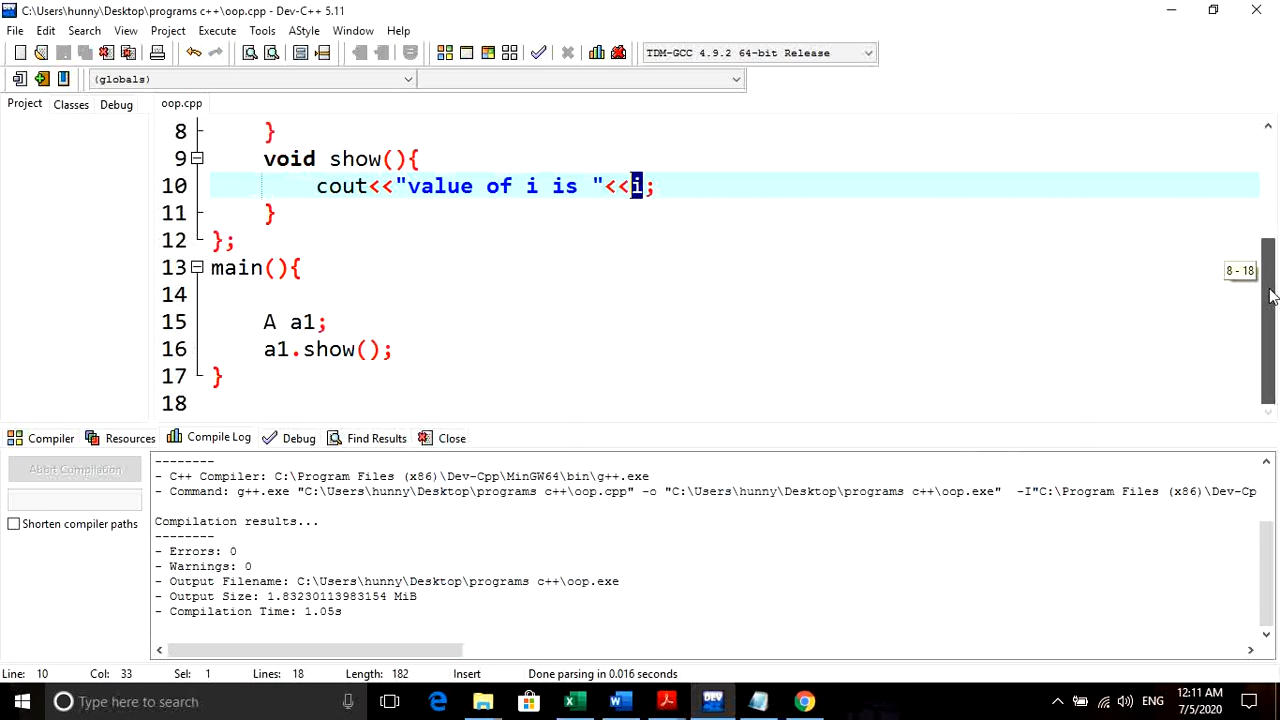 C:\Users\hunny\Desktop\programs c++\oop.cpp - Dev-C++ 5.11
File Edit Search View Project Execute Tools AStyle Window Help
TDM-GCC 4.9.2 64-bit Release
(globals)
Project Classes Debug oop.cpp
8 }
9 void show(){
10 cout<<"value of i is "<<i;
11 }
12 };
13 main(){
8 - 18
14
15 A a1;
16 a1.show();
17 }
18
Compiler Resources Compile Log Debug Find Results Close
Abort Compilation
Shorten compiler paths
--------
- C++ Compiler: C:\Program Files (x86)\Dev-Cpp\MinGW64\bin\g++.exe
- Command: g++.exe "C:\Users\hunny\Desktop\programs c++\oop.cpp" -o "C:\Users\hunny\Desktop\programs c++\oop.exe" -I"C:\Program Files (x86)\Dev-Cp
Compilation results...
--------
- Errors: 0
- Warnings: 0
- Output Filename: C:\Users\hunny\Desktop\programs c++\oop.exe
- Output Size: 1.83230113983154 MiB
- Compilation Time: 1.05s
Line: 10 Col: 33 Sel: 1 Lines: 18 Length: 182 Insert Done parsing in 0.016 seconds
Type here to search
DEV
ENG
12:11 AM
7/5/2020